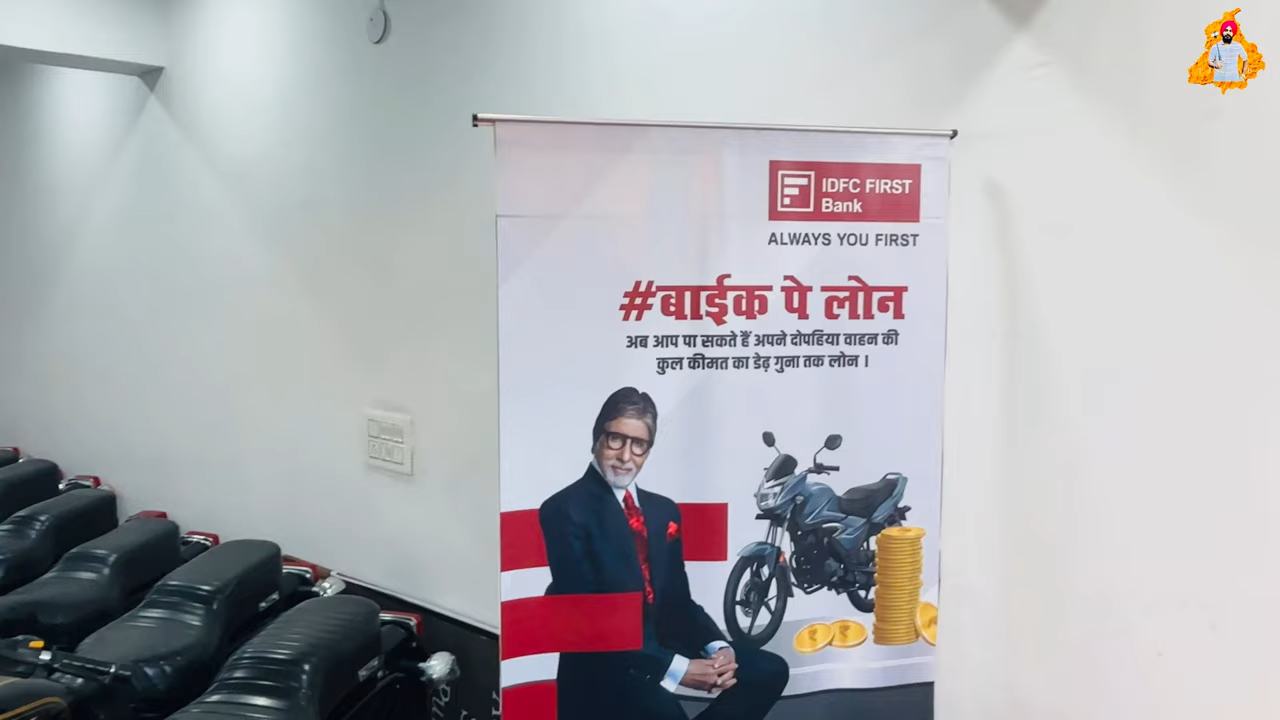 IDFC FIRST
Bank
ALWAYS YOU FIRST
#बाईक पे लोन
अब आप पा सकते हैं अपने दोपहिया वाहन की
कुल कीमत का डेढ़ गुना तक लोन ।